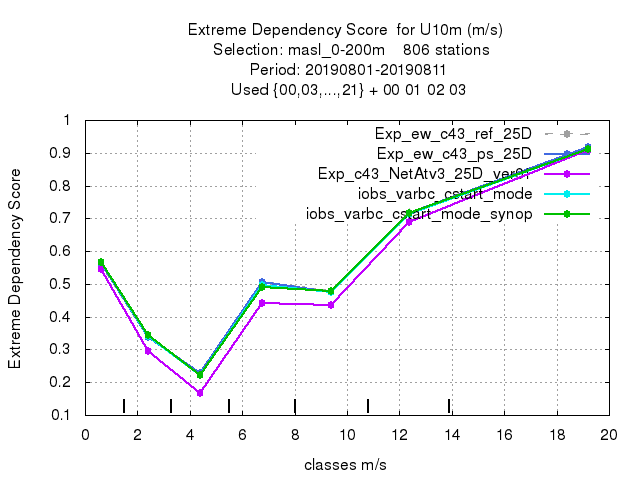 Extreme Dependency Score for U10m (m/s)
Selection: masl_0-200m 806 stations
Period: 20190801-20190811
Used {00,03,...,21} + 00 01 02 03
Exp_ew_c43_ref_25D
Exp_ew_c43_ps_25D
Exp_c43_NetAtv3_25D_ver0f
iobs_varbc_cstart_mode
iobs_varbc_cstart_mode_synop
Extreme Dependency Score
1
0.9
0.8
0.7
0.6
0.5
0.4
0.3
0.2
0.1
0 2 4 6 8 10 12 14 16 18 20
classes m/s